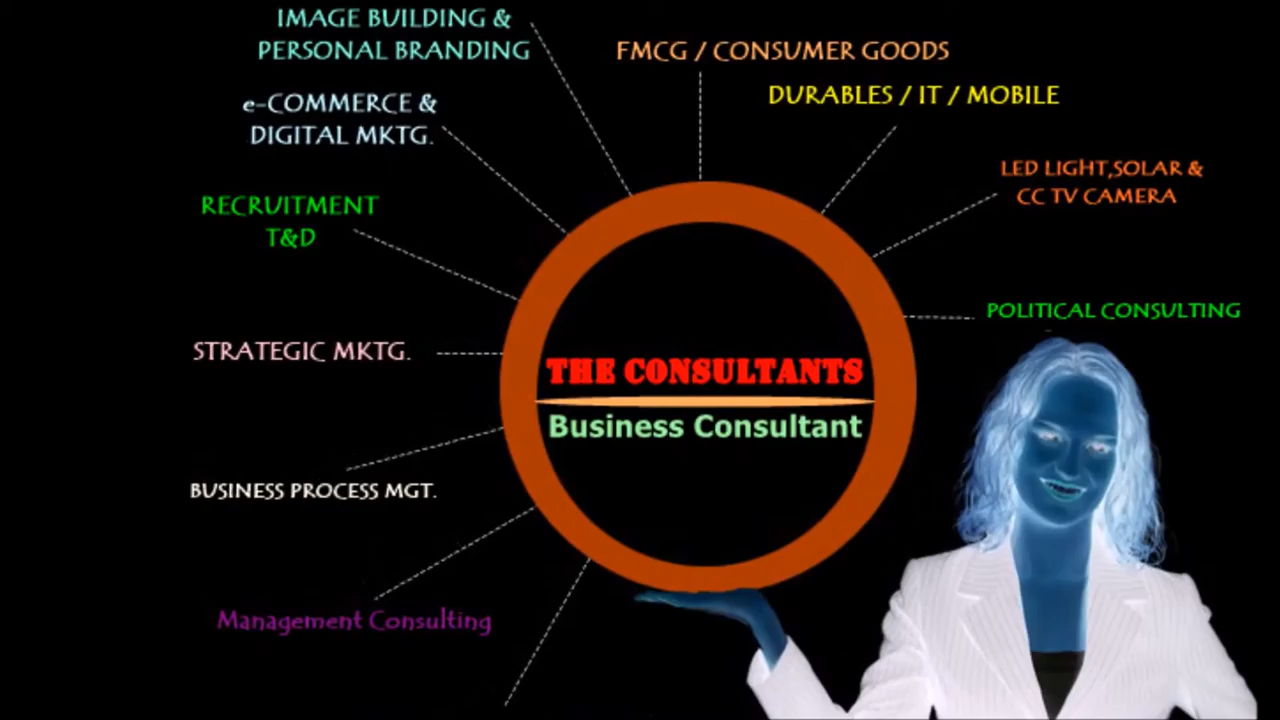 IMAGE BUILDING &
PERSONAL BRANDING
FMCG / CONSUMER GOODS
e-COMMERCE &
DIGITAL MKTG.
DURABLES / IT / MOBILE
LED LIGHT,SOLAR &
CC TV CAMERA
RECRUITMENT
T&D
POLITICAL CONSULTING
STRATEGIC MKTG.
THE CONSULTANTS
Business Consultant
BUSINESS PROCESS MGT.
Management Consulting